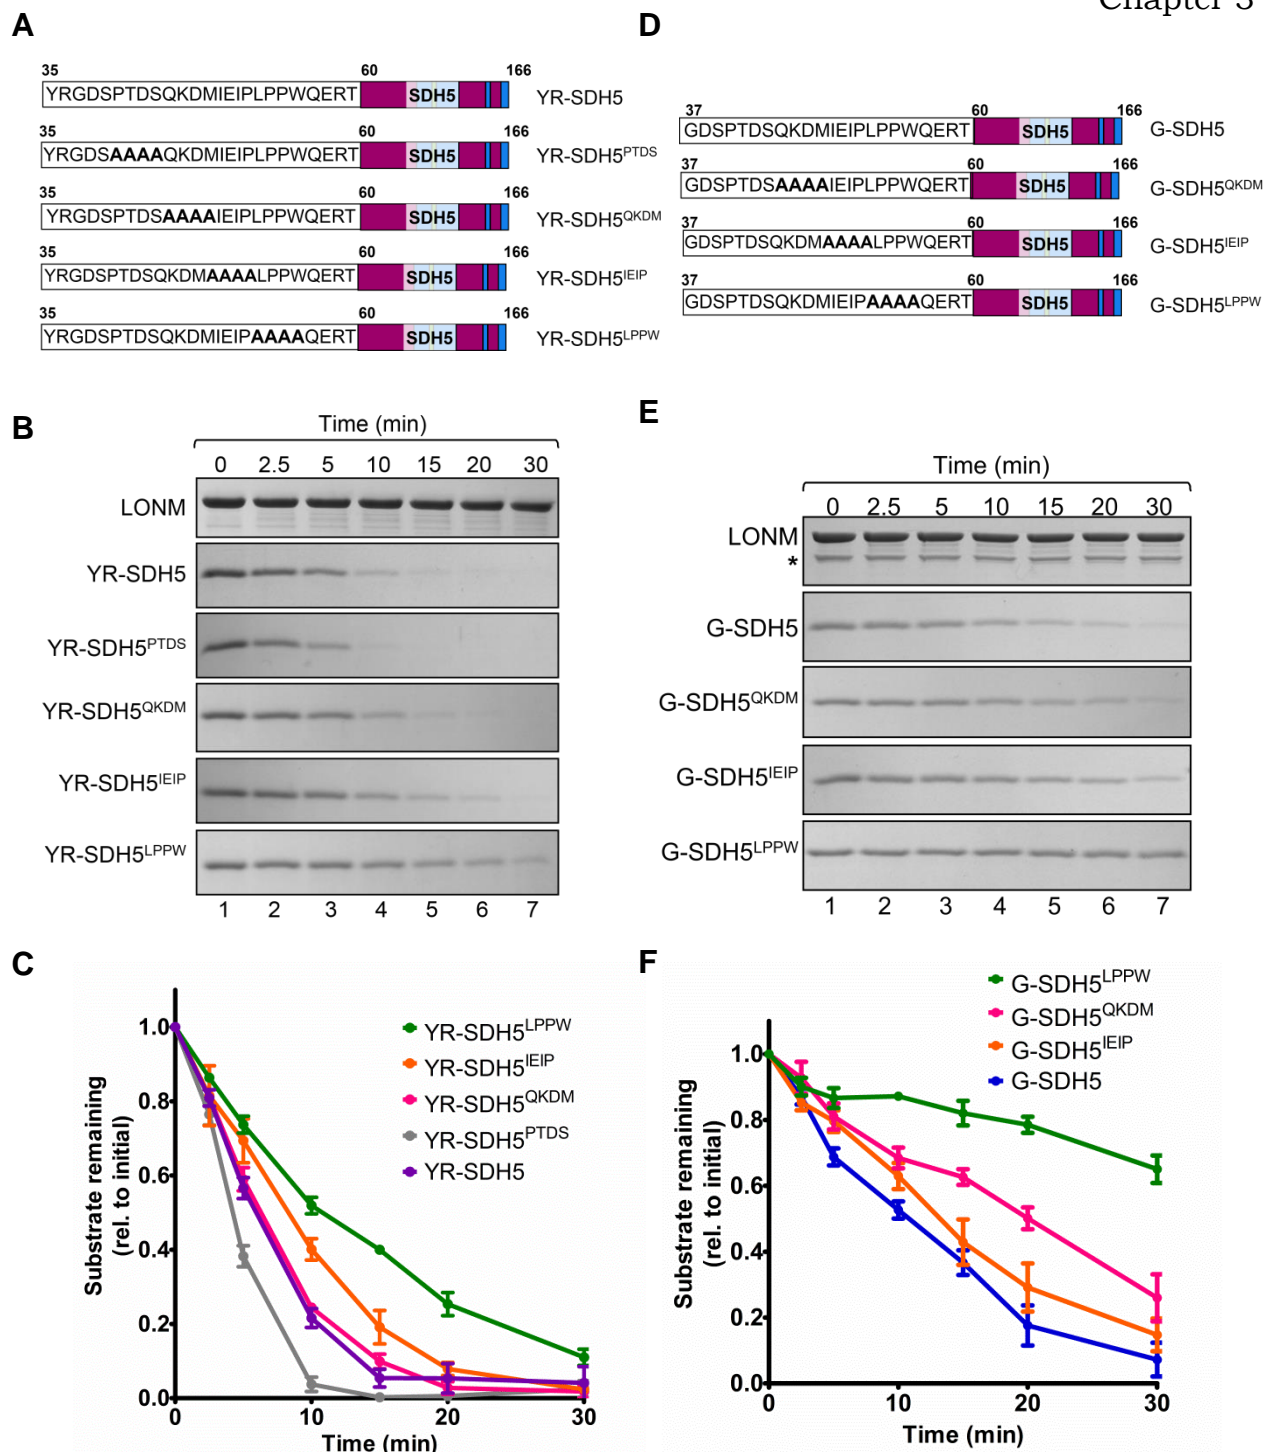 Chapter 3
A
35 60 166
YRGDSPTDSQKDMIEIPLPPWQERT SDH5 YR-SDH5
35 60 166
YRGDSAAAAQKDMIEIPLPPWQERT SDH5 YR-SDH5PTDS
35 60 166
YRGDSPTDSAAAAIEIPLPPWQERT SDH5 YR-SDH5QKDM
35 60 166
YRGDSPTDSQKDMAAAALPPWQERT SDH5 YR-SDH5IEIP
35 60 166
YRGDSPTDSQKDMIEIPAAAAQERT SDH5 YR-SDH5LPPW
B
Time (min)
0 2.5 5 10 15 20 30
LONM
YR-SDH5
YR-SDH5PTDS
YR-SDH5QKDM
YR-SDH5IEIP
YR-SDH5LPPW
1 2 3 4 5 6 7
C
Substrate remaining
(rel. to initial)
1.0
0.8
0.6
0.4
0.2
0.0
YR-SDH5LPPW
YR-SDH5IEIP
YR-SDH5QKDM
YR-SDH5PTDS
YR-SDH5
0 10 20 30
Time (min)
D
37 60 166
GDSPTDSQKDMIEIPLPPWQERT SDH5 G-SDH5
37 60 166
GDSPTDSAAAAIEIPLPPWQERT SDH5 G-SDH5QKDM
37 60 166
GDSPTDSQKDMAAAALPPWQERT SDH5 G-SDH5IEIP
37 60 166
GDSPTDSQKDMIEIPAAAAQERT SDH5 G-SDH5LPPW
E
Time (min)
0 2.5 5 10 15 20 30
LONM
*
G-SDH5
G-SDH5QKDM
G-SDH5IEIP
G-SDH5LPPW
1 2 3 4 5 6 7
F
G-SDH5LPPW
G-SDH5QKDM
G-SDH5IEIP
G-SDH5
Substrate remaining
(rel. to initial)
1.0
0.8
0.6
0.4
0.2
0.0
0 10 20 30
Time (min)